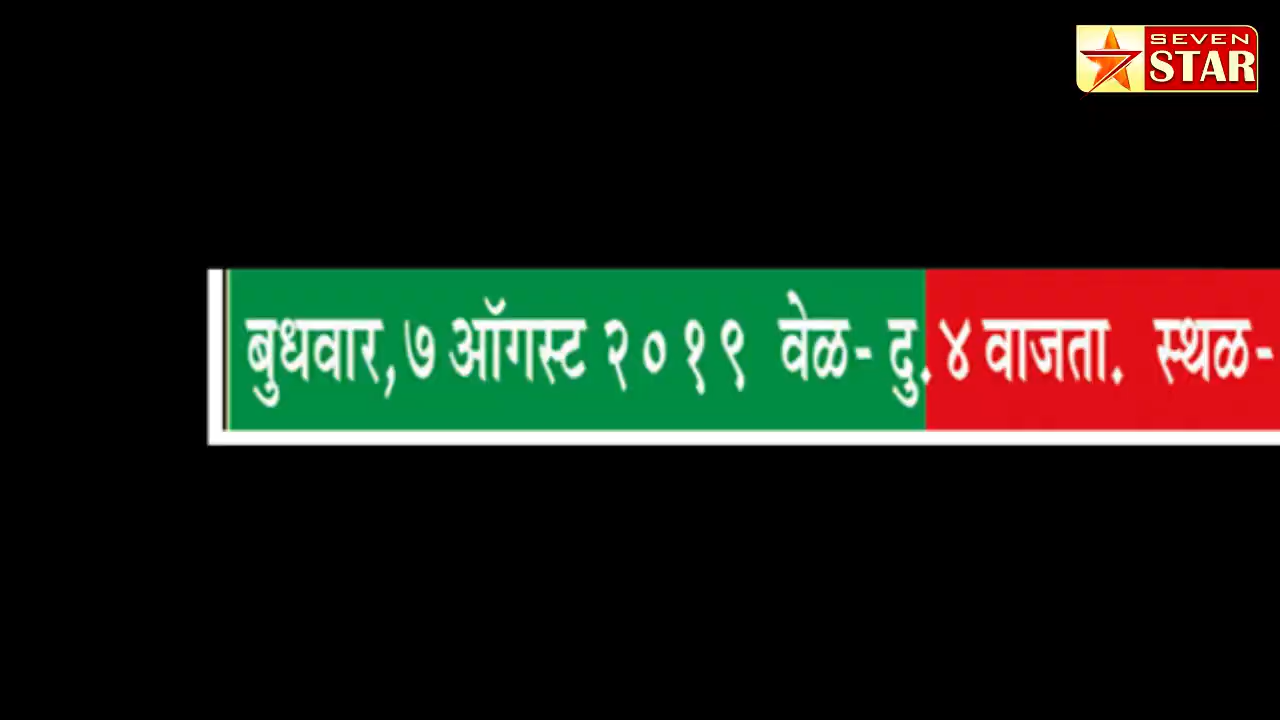 SEVEN
STAR
बुधवार, ७ ऑगस्ट २०१९ वेळ- दु. ४ वाजता. स्थळ-